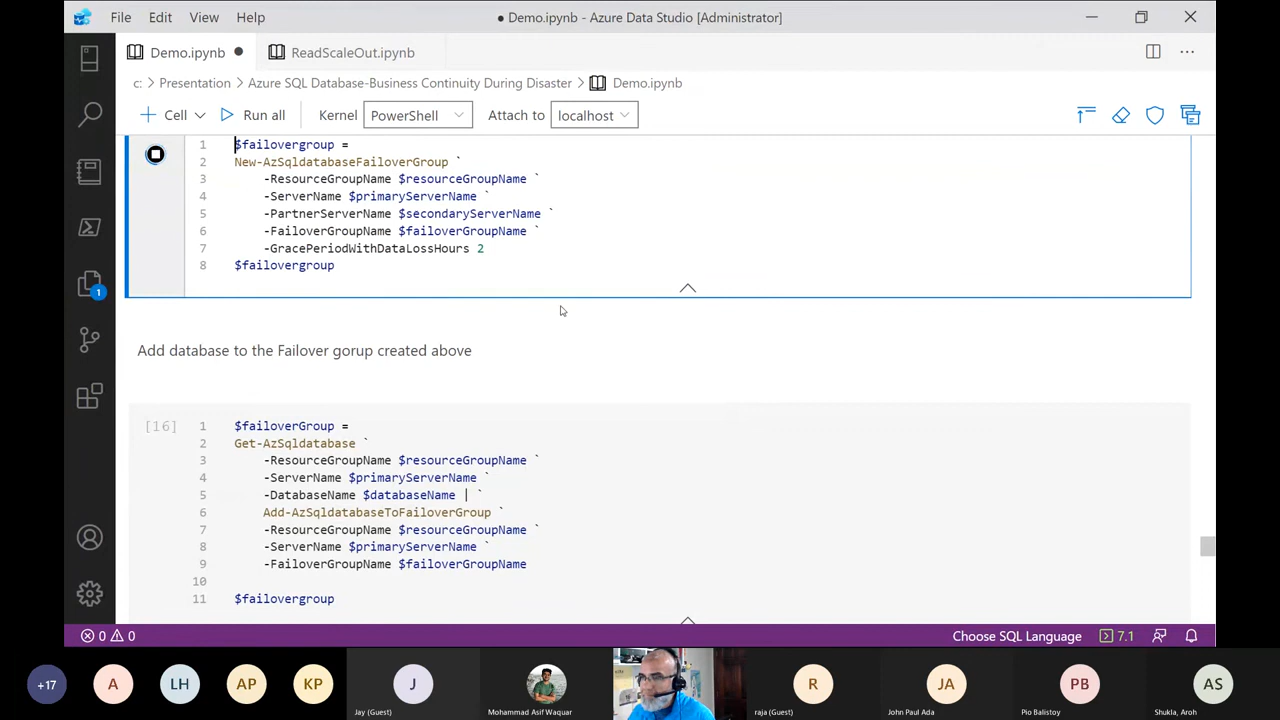 File Edit View Help ● Demo.ipynb - Azure Data Studio [Administrator]
Demo.ipynb ● ReadScaleOut.ipynb
c: > Presentation > Azure SQL Database-Business Continuity During Disaster > Demo.ipynb
+ Cell Run all Kernel PowerShell Attach to localhost
1 $failovergroup =
2 New-AzSqldatabaseFailoverGroup `
3 -ResourceGroupName $resourceGroupName `
4 -ServerName $primaryServerName `
5 -PartnerServerName $secondaryServerName `
6 -FailoverGroupName $failoverGroupName `
7 -GracePeriodWithDataLossHours 2
8 $failovergroup
1
Add database to the Failover gorup created above
[16] 1 $failoverGroup =
2 Get-AzSqldatabase `
3 -ResourceGroupName $resourceGroupName `
4 -ServerName $primaryServerName `
5 -DatabaseName $databaseName | `
6 Add-AzSqldatabaseToFailoverGroup `
7 -ResourceGroupName $resourceGroupName `
8 -ServerName $primaryServerName `
9 -FailoverGroupName $failoverGroupName
10
11 $failovergroup
0 0 Choose SQL Language 7.1
+17 A LH AP KP J R JA PB AS
Jay (Guest) Mohammad Asif Waquar raja (Guest) John Paul Ada Pio Balistoy Shukla, Aroh